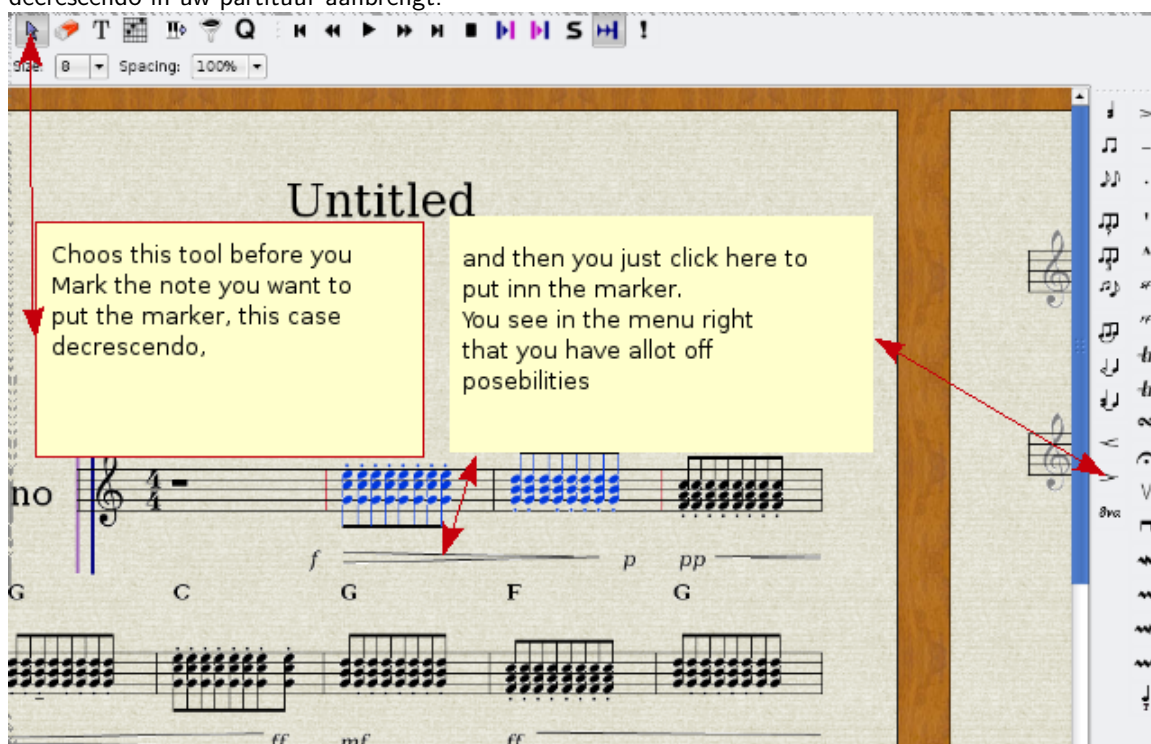 decrescendo in uw partituur aanbrengt.
T Q S !
Size: 8 Spacing: 100%
Untitled
Choos this tool before you
Mark the note you want to
put the marker, this case
decrescendo,
and then you just click here to
put inn the marker.
You see in the menu right
that you have allot off
posebilities
no
8va
f p pp
G C G F G
ff mf ff